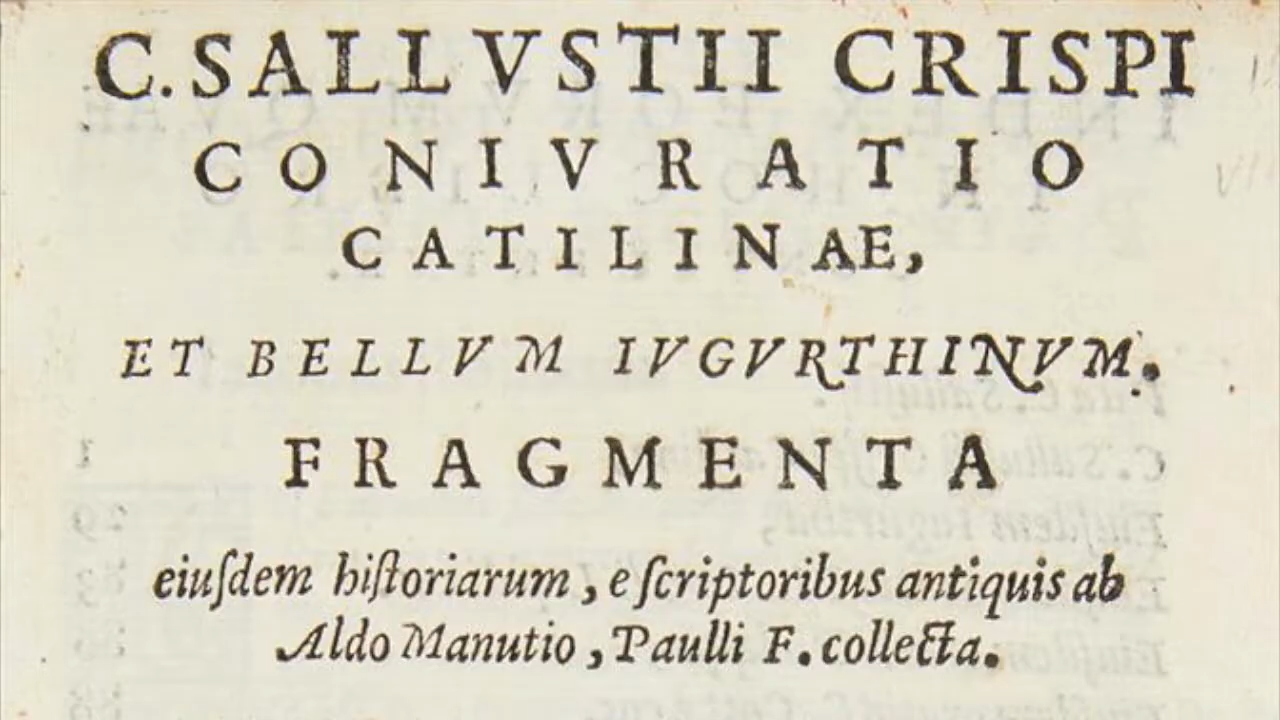 C. SALLVSTII CRISPI
CONIVRATIO
CATILINAE,
ET BELLVM IVGVRTHINVM.
FRAGMENTA
eiuſdem hiſtoriarum, e ſcriptoribus antiquis ab
Aldo Manutio, Paulli F. collecta.